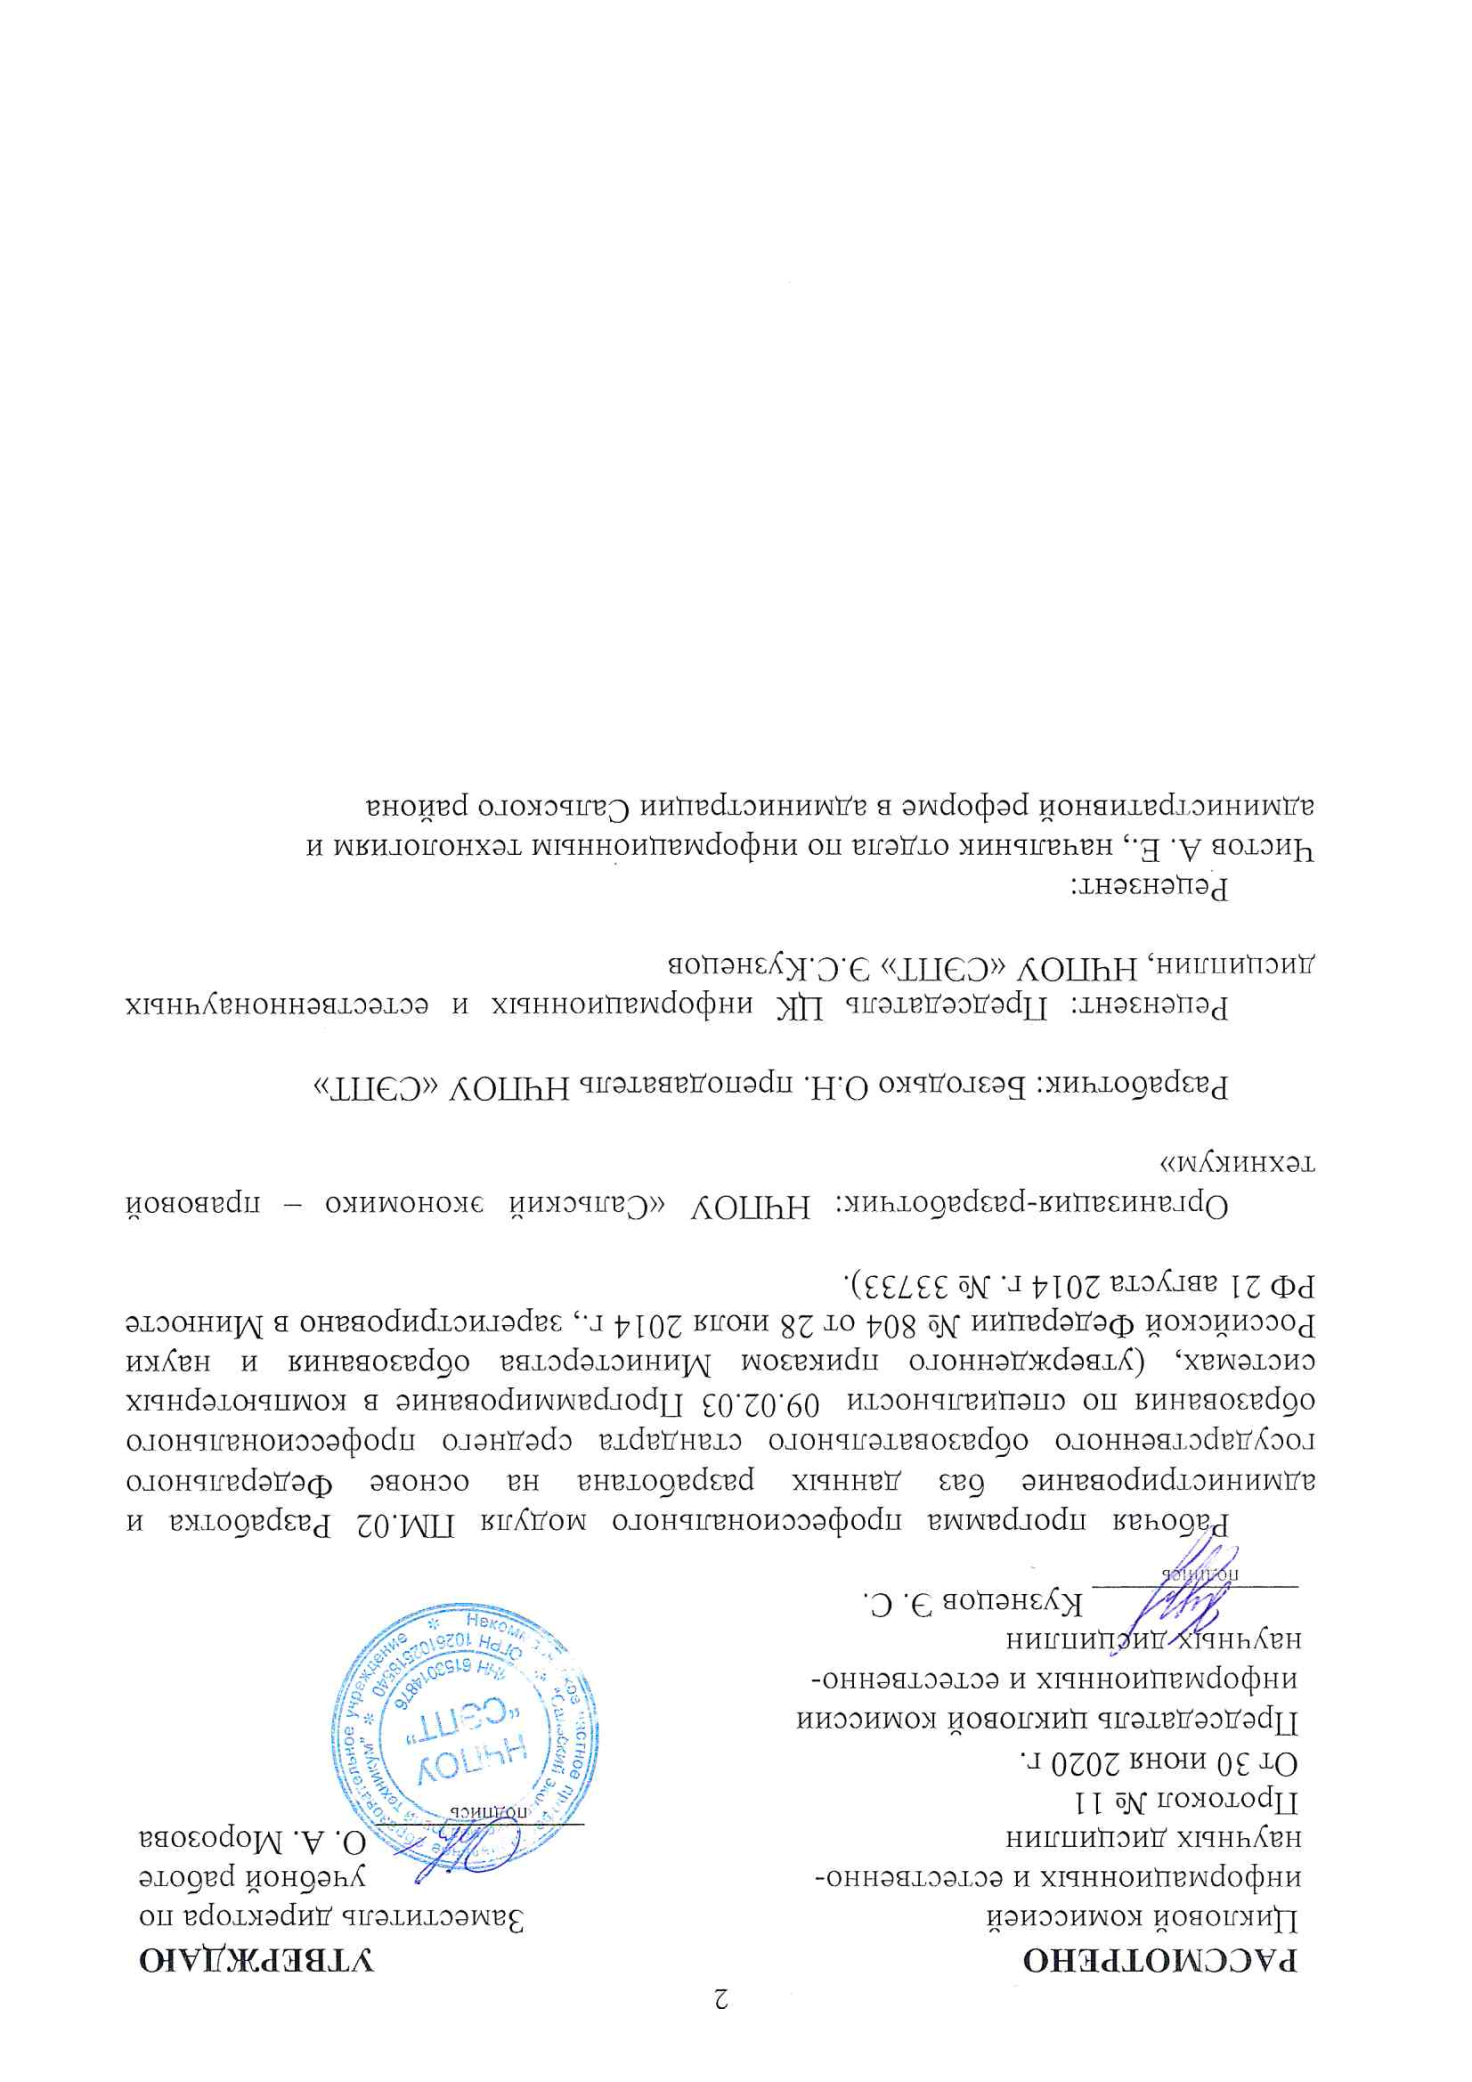 2
РАССМОТРЕНО
Цикловой комиссией
информационных и естественно-
научных дисциплин
Протокол № 11
От 30 июня 2020 г.
Председатель цикловой комиссии
информационных и естественно-
научных дисциплин
Кузнецов Э. С.
подпись
УТВЕРЖДАЮ
Заместитель директора по
учебной работе
О. А. Морозова
подпись
НЧПОУ
“СЭПТ”
ИНН 6153014876
ОГРН 1026102518540
Рабочая программа профессионального модуля ПМ.02 Разработка и
администрирование баз данных разработана на основе Федерального
государственного образовательного стандарта среднего профессионального
образования по специальности 09.02.03 Программирование в компьютерных
системах, (утвержденного приказом Министерства образования и науки
Российской Федерации № 804 от 28 июля 2014 г., зарегистрировано в Минюсте
РФ 21 августа 2014 г. № 33733).
Организация-разработчик: НЧПОУ «Сальский экономико – правовой
техникум»
Разработчик: Безгодько О.Н. преподаватель НЧПОУ «СЭПТ»
Рецензент: Председатель ЦК информационных и естественнонаучных
дисциплин, НЧПОУ «СЭПТ» Э.С.Кузнецов
Рецензент:
Чистов А. Е., начальник отдела по информационным технологиям и
административной реформе в администрации Сальского района